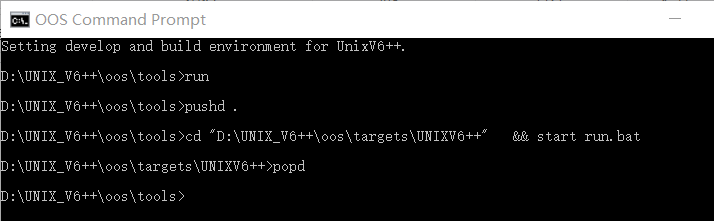 OOS Command Prompt
Setting develop and build environment for UnixV6++.
D:\UNIX_V6++\oos\tools>run
D:\UNIX_V6++\oos\tools>pushd .
D:\UNIX_V6++\oos\tools>cd "D:\UNIX_V6++\oos\targets\UNIXV6++"   && start run.bat
D:\UNIX_V6++\oos\targets\UNIXV6++>popd
D:\UNIX_V6++\oos\tools>